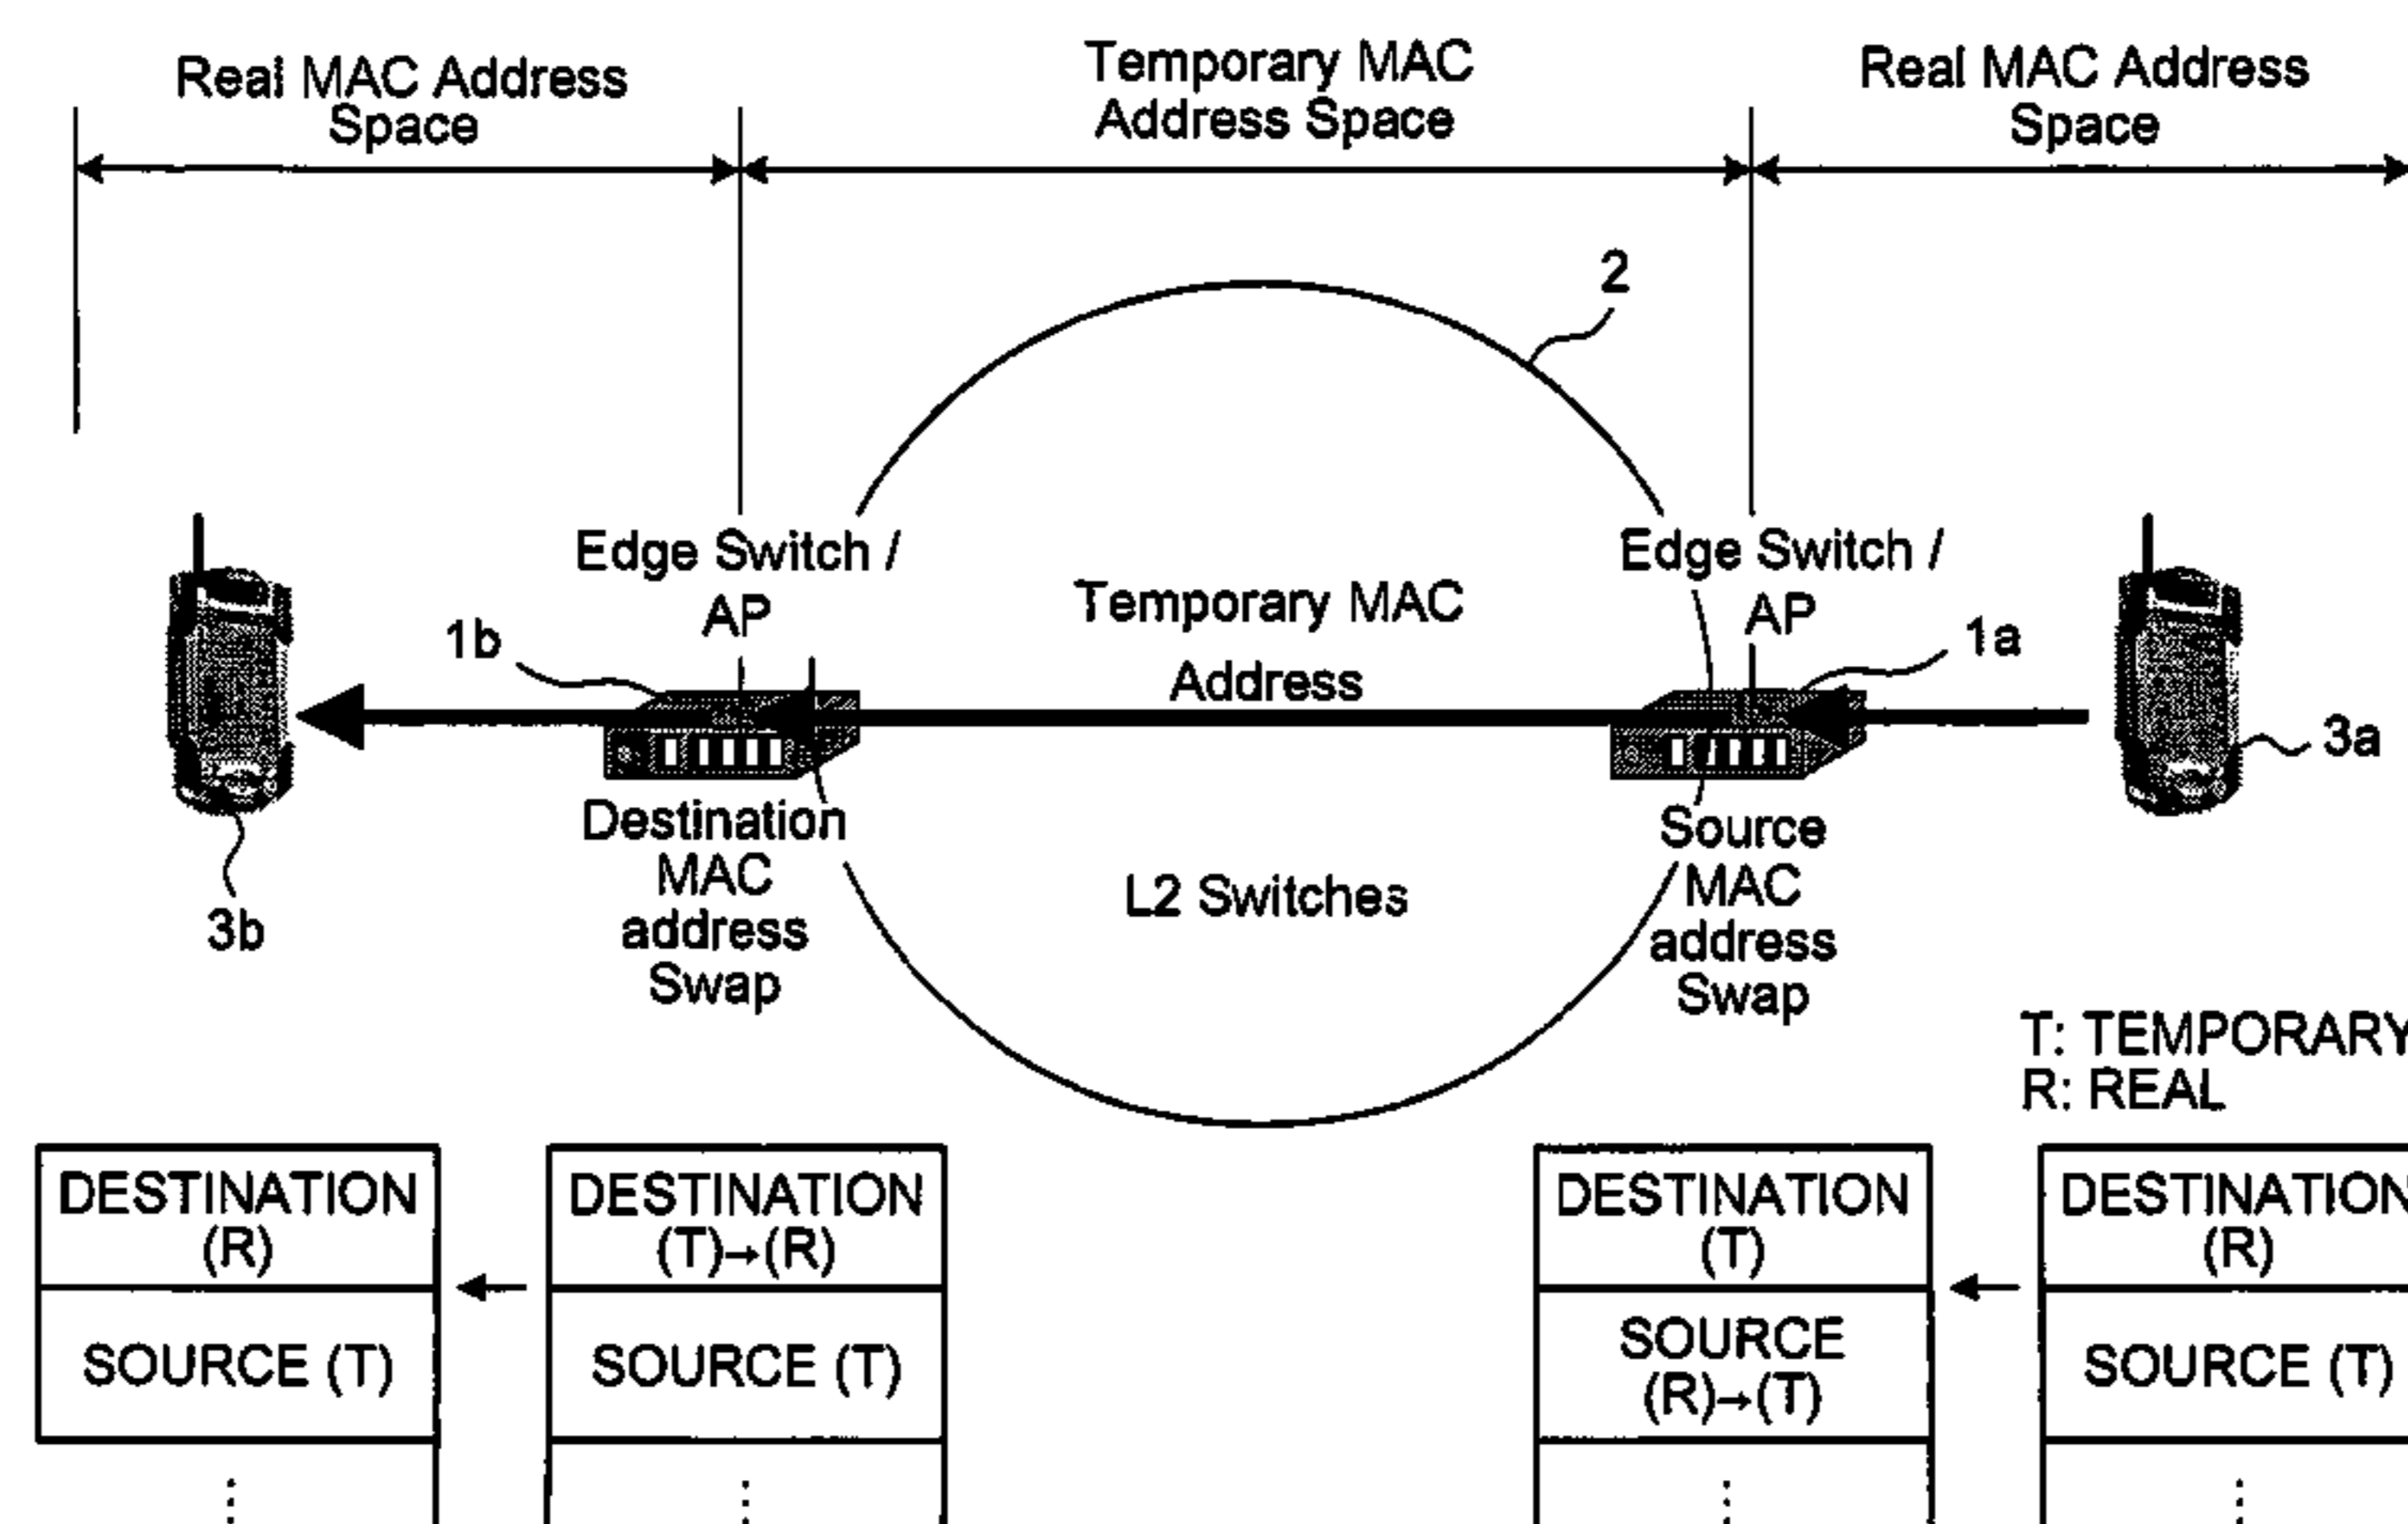 Real MAC Address
Space
Temporary MAC
Address Space
Real MAC Address
Space
2
Edge Switch /
AP
Temporary MAC
Address
Edge Switch /
AP
1b
1a
3a
3b
Destination
MAC
address
Swap
L2 Switches
Source
MAC
address
Swap
T: TEMPORARY
R: REAL
DESTINATION
(R)
SOURCE (T)
DESTINATION
(T)→(R)
SOURCE (T)
DESTINATION
(T)
SOURCE
(R)→(T)
DESTINATION
(R)
SOURCE (T)